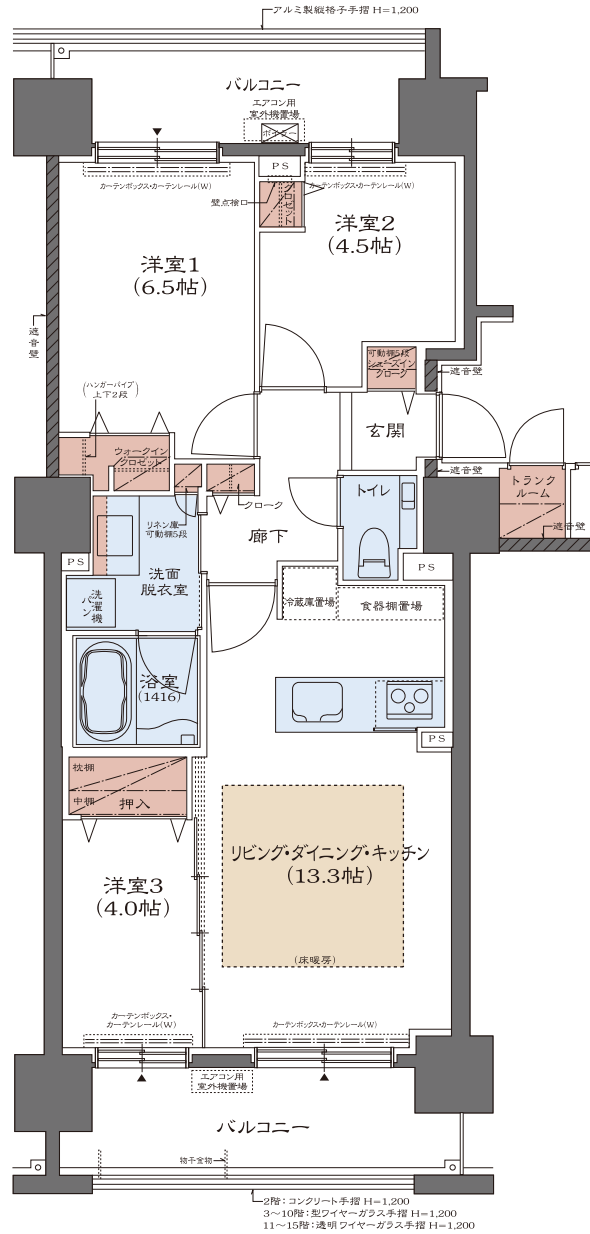 アルミ製縦格子手摺 H=1,200
バルコニー
エアコン用
室外機置場
ボイラー
PS
カーテンボックス・カーテンレール(W)
クロゼット
カーテンボックス・カーテンレール(W)
壁点検口
洋室2
(4.5帖)
洋室1
(6.5帖)
遮音壁
可動棚5段
シューズイン
クローク
遮音壁
(ハンガーパイプ)
上下2段
ウォークイン
クロゼット
玄関
遮音壁
トランク
ルーム
遮音壁
クローク
リネン庫
可動棚5段
トイレ
廊下
PS
洗面
脱衣室
洗濯機
パン
PS
冷蔵庫置場
食器棚置場
浴室
(1416)
PS
枕棚
中棚
押入
リビング・ダイニング・キッチン
(13.3帖)
洋室3
(4.0帖)
(床暖房)
カーテンボックス・
カーテンレール(W)
カーテンボックス・カーテンレール(W)
エアコン用
室外機置場
バルコニー
物干金物
2階：コンクリート手摺 H=1,200
3〜10階：型ワイヤーガラス手摺 H=1,200
11〜15階：透明ワイヤーガラス手摺 H=1,200